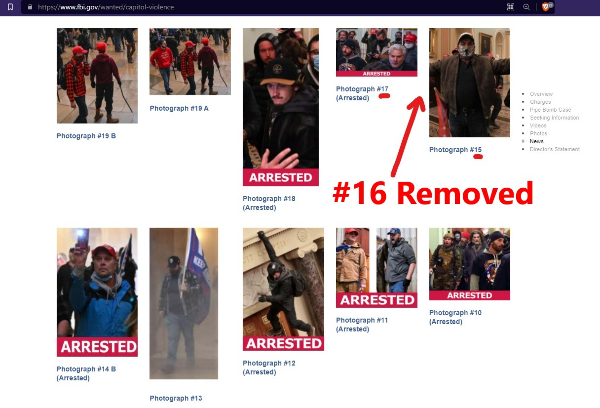 https://www.fbi.gov/wanted/capitol-violence
Photograph #19 B
Photograph #19 A
ARRESTED
Photograph #18
(Arrested)
ARRESTED
Photograph #17
(Arrested)
Photograph #15
#16 Removed
Overview
Charges
Pipe Bomb Case
Seeking Information
Videos
Photos
News
Director's Statement
ARRESTED
Photograph #14 B
(Arrested)
Photograph #13
ARRESTED
Photograph #12
(Arrested)
ARRESTED
Photograph #11
(Arrested)
ARRESTED
Photograph #10
(Arrested)